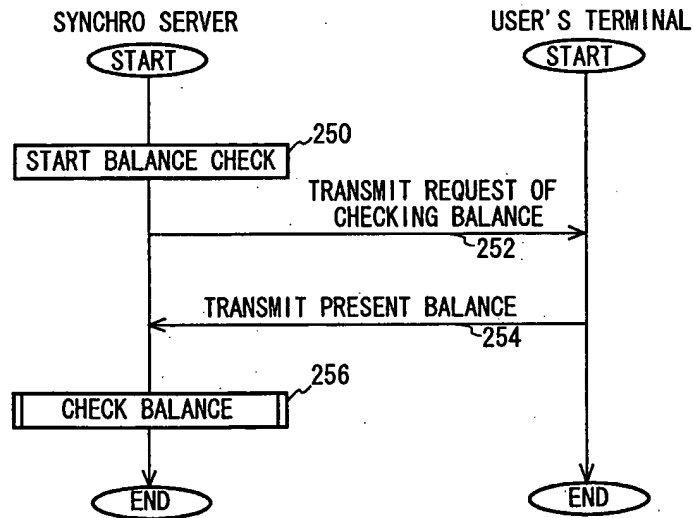 SYNCHRO SERVER
USER'S TERMINAL
START
START
250
START BALANCE CHECK
TRANSMIT REQUEST OF
CHECKING BALANCE
252
TRANSMIT PRESENT BALANCE
254
256
CHECK BALANCE
END
END